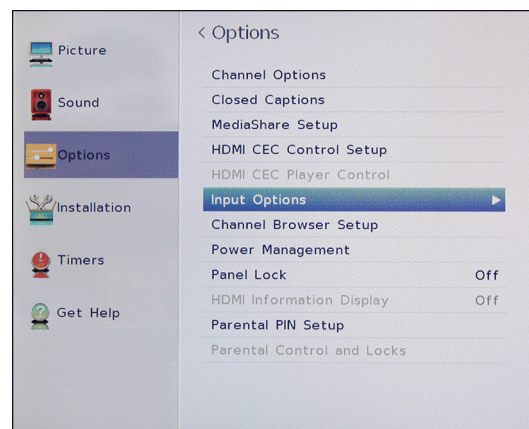 Picture
Sound
Options
Installation
Timers
Get Help
< Options
Channel Options
Closed Captions
MediaShare Setup
HDMI CEC Control Setup
HDMI CEC Player Control
Input Options
Channel Browser Setup
Power Management
Panel Lock Off
HDMI Information Display Off
Parental PIN Setup
Parental Control and Locks